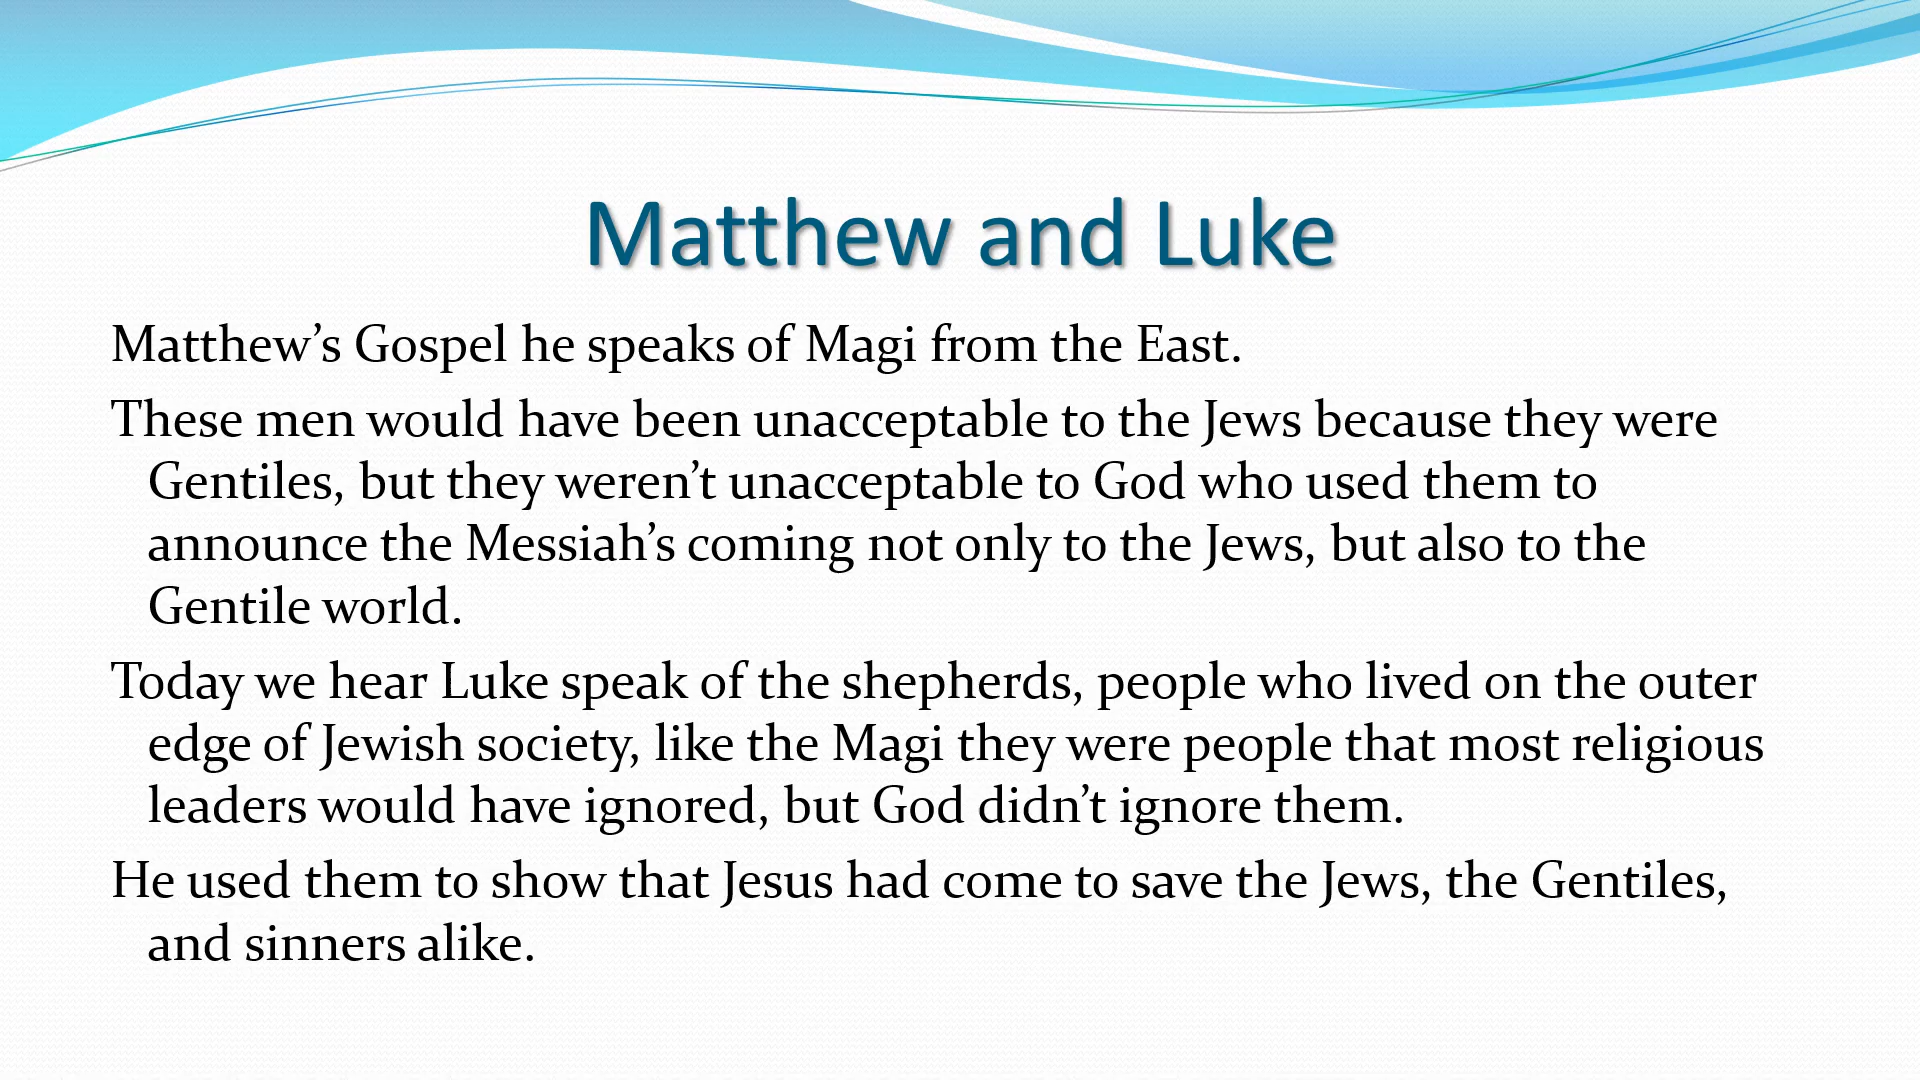 Matthew and Luke
Matthew’s Gospel he speaks of Magi from the East.
These men would have been unacceptable to the Jews because they were
Gentiles, but they weren’t unacceptable to God who used them to
announce the Messiah’s coming not only to the Jews, but also to the
Gentile world.
Today we hear Luke speak of the shepherds, people who lived on the outer
edge of Jewish society, like the Magi they were people that most religious
leaders would have ignored, but God didn’t ignore them.
He used them to show that Jesus had come to save the Jews, the Gentiles,
and sinners alike.